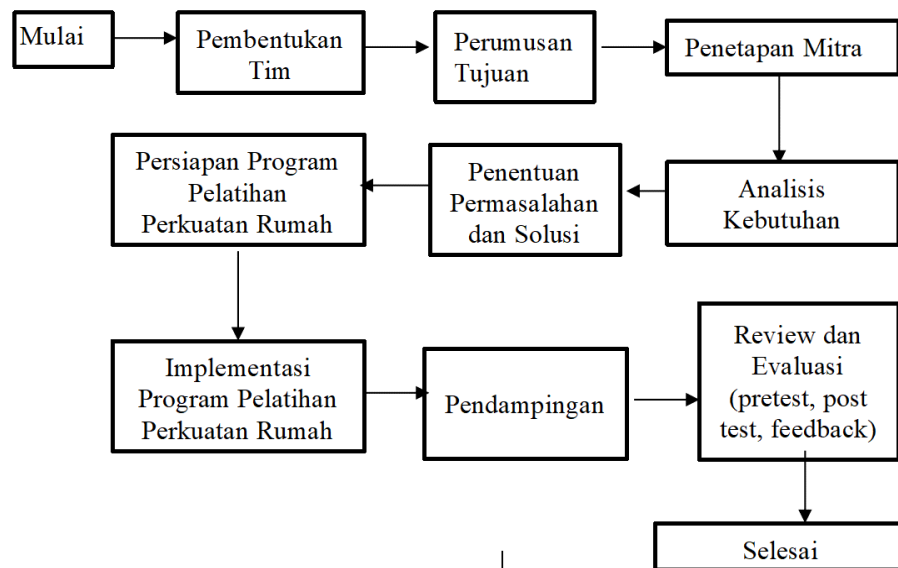 Mulai
Pembentukan
Tim
Perumusan
Tujuan
Penetapan Mitra
Analisis
Kebutuhan
Penentuan
Permasalahan
dan Solusi
Persiapan Program
Pelatihan
Perkuatan Rumah
Implementasi
Program Pelatihan
Perkuatan Rumah
Pendampingan
Review dan
Evaluasi
(pretest, post
test, feedback)
Selesai